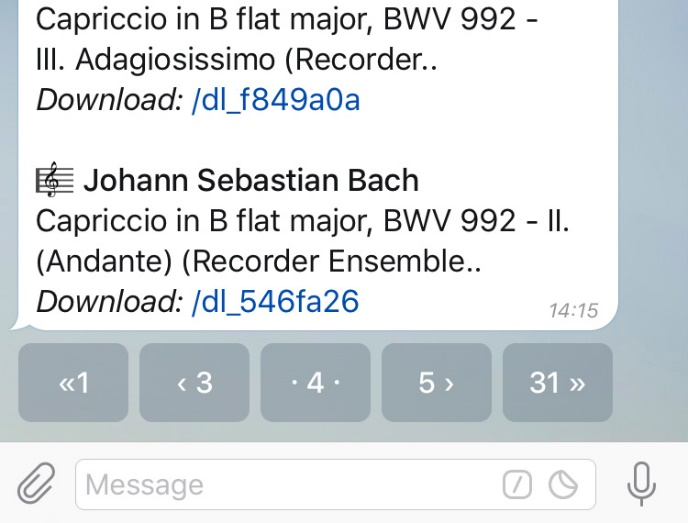 Capriccio in B flat major, BWV 992 -
III. Adagiosissimo (Recorder..
Download: /dl_f849a0a
Johann Sebastian Bach
Capriccio in B flat major, BWV 992 - II.
(Andante) (Recorder Ensemble..
Download: /dl_546fa26
14:15
«1 ‹ 3 · 4 · 5 › 31 »
Message